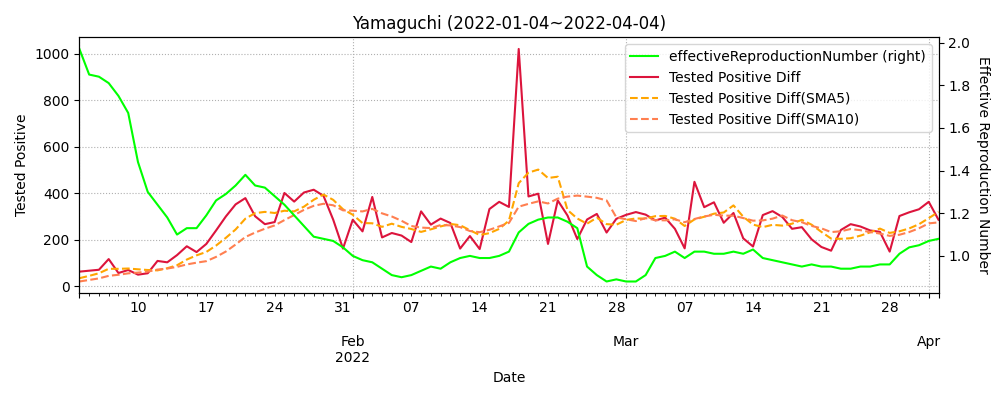 Yamaguchi (2022-01-04~2022-04-04)
Tested Positive
1000
800
600
400
200
0
effectiveReproductionNumber (right)
Tested Positive Diff
Tested Positive Diff(SMA5)
Tested Positive Diff(SMA10)
2.0
1.8
1.6
1.4
1.2
1.0
Effective Reproduction Number
10 17 24 31 07 14 21 28 07 14 21 28
Feb Mar Apr
2022
Date